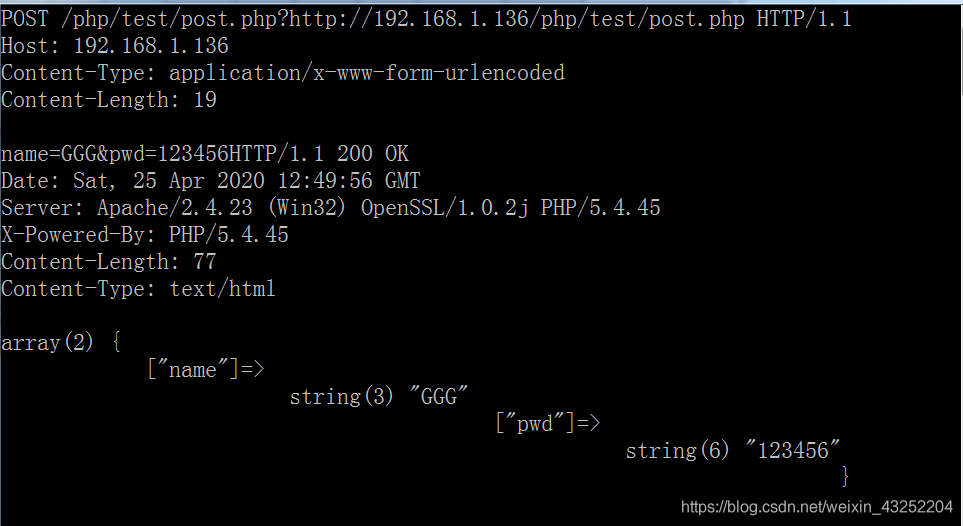 POST /php/test/post.php?http://192.168.1.136/php/test/post.php HTTP/1.1
Host: 192.168.1.136
Content-Type: application/x-www-form-urlencoded
Content-Length: 19
name=GGG&pwd=123456HTTP/1.1 200 OK
Date: Sat, 25 Apr 2020 12:49:56 GMT
Server: Apache/2.4.23 (Win32) OpenSSL/1.0.2j PHP/5.4.45
X-Powered-By: PHP/5.4.45
Content-Length: 77
Content-Type: text/html
array(2) {
["name"]=>
string(3) "GGG"
["pwd"]=>
string(6) "123456"
}
https://blog.csdn.net/weixin_43252204